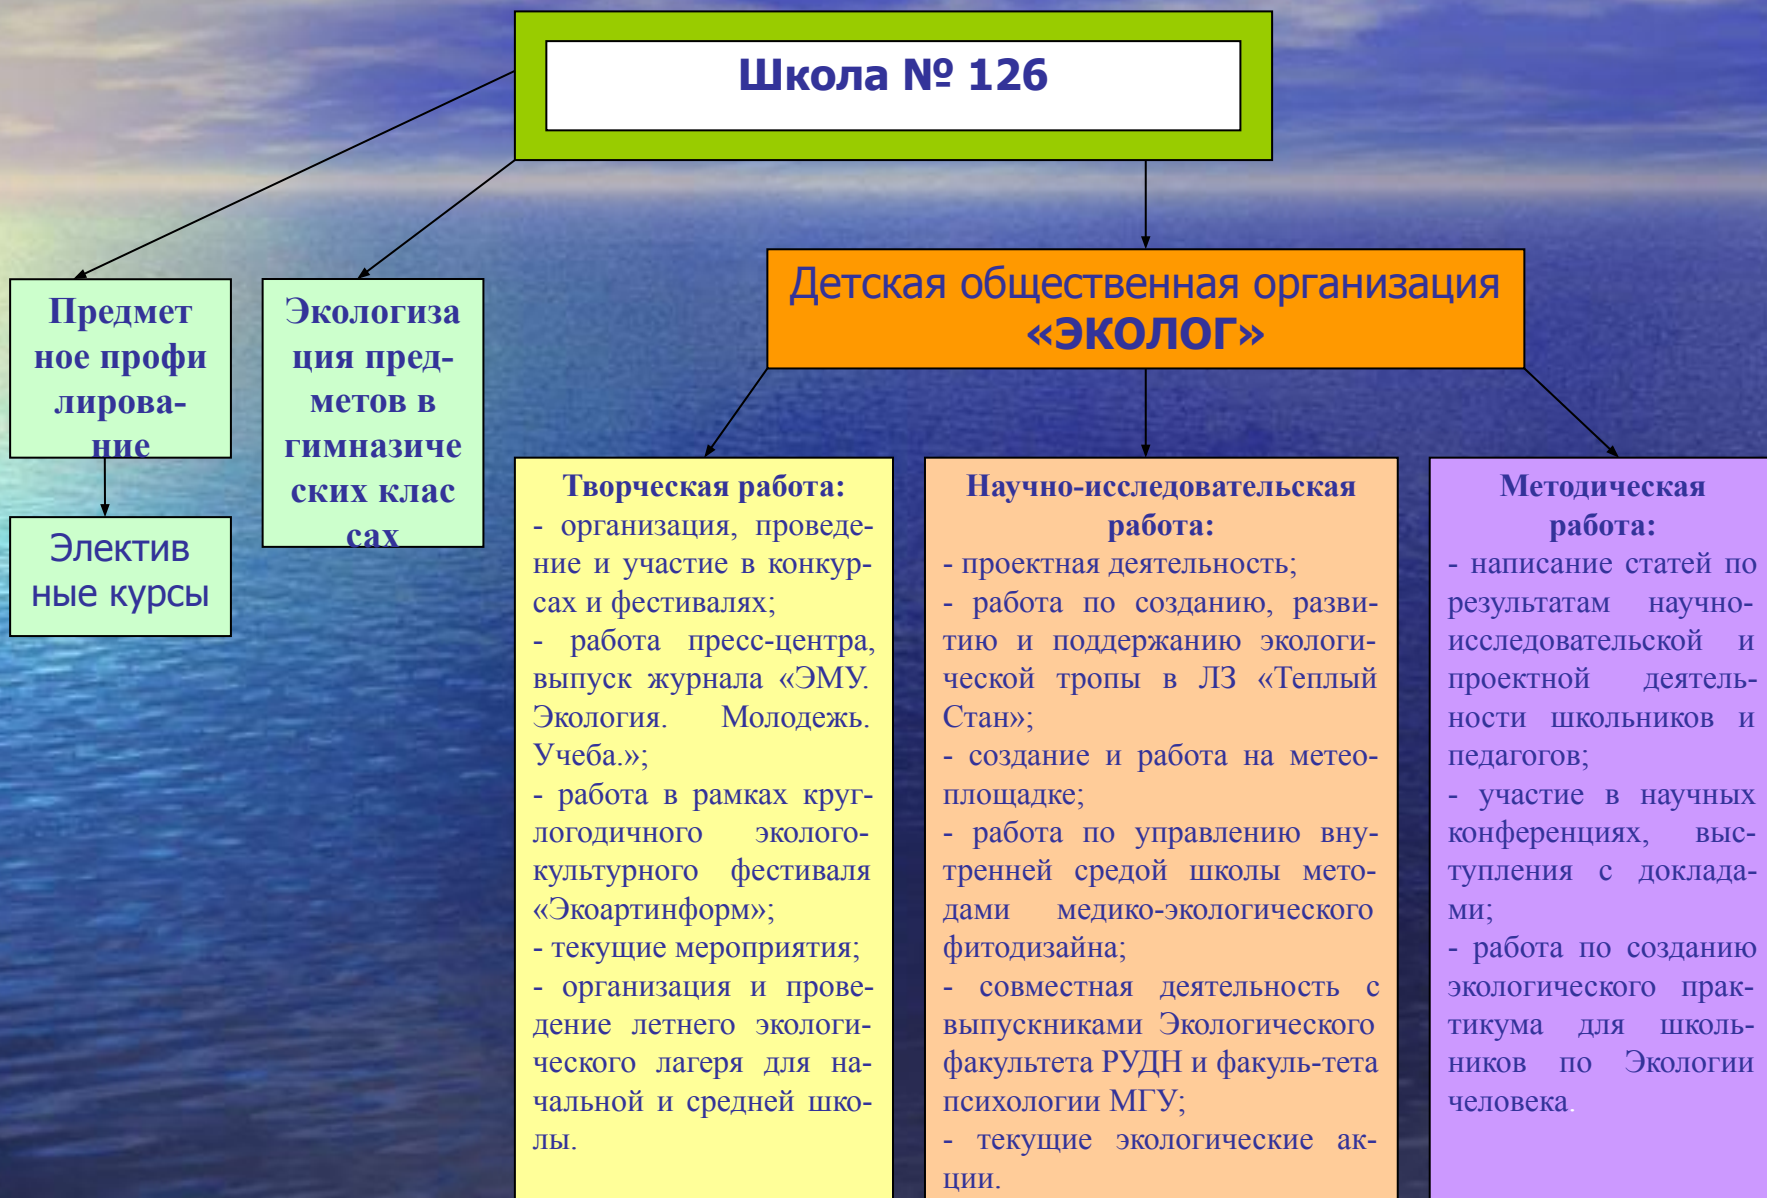 Школа № 126
Предмет
ное профи
лирова-
ние
Экологиза
ция пред-
метов в
гимназиче
ских клас
сах
Электив
ные курсы
Детская общественная организация
«ЭКОЛОГ»
Творческая работа:
- организация, проведе-
ние и участие в конкур-
сах и фестивалях;
- работа пресс-центра,
выпуск журнала «ЭМУ.
Экология. Молодежь.
Учеба.»;
- работа в рамках круг-
логодичного эколого-
культурного фестиваля
«Экоартинформ»;
- текущие мероприятия;
- организация и прове-
дение летнего экологи-
ческого лагеря для на-
чальной и средней шко-
лы.
Научно-исследовательская
работа:
- проектная деятельность;
- работа по созданию, разви-
тию и поддержанию экологи-
ческой тропы в ЛЗ «Теплый
Стан»;
- создание и работа на метео-
площадке;
- работа по управлению вну-
тренней средой школы мето-
дами медико-экологического
фитодизайна;
- совместная деятельность с
выпускниками Экологического
факультета РУДН и факуль-тета
психологии МГУ;
- текущие экологические ак-
ции.
Методическая
работа:
- написание статей по
результатам научно-
исследовательской и
проектной деятель-
ности школьников и
педагогов;
- участие в научных
конференциях, выс-
тупления с доклада-
ми;
- работа по созданию
экологического прак-
тикума для школь-
ников по Экологии
человека.